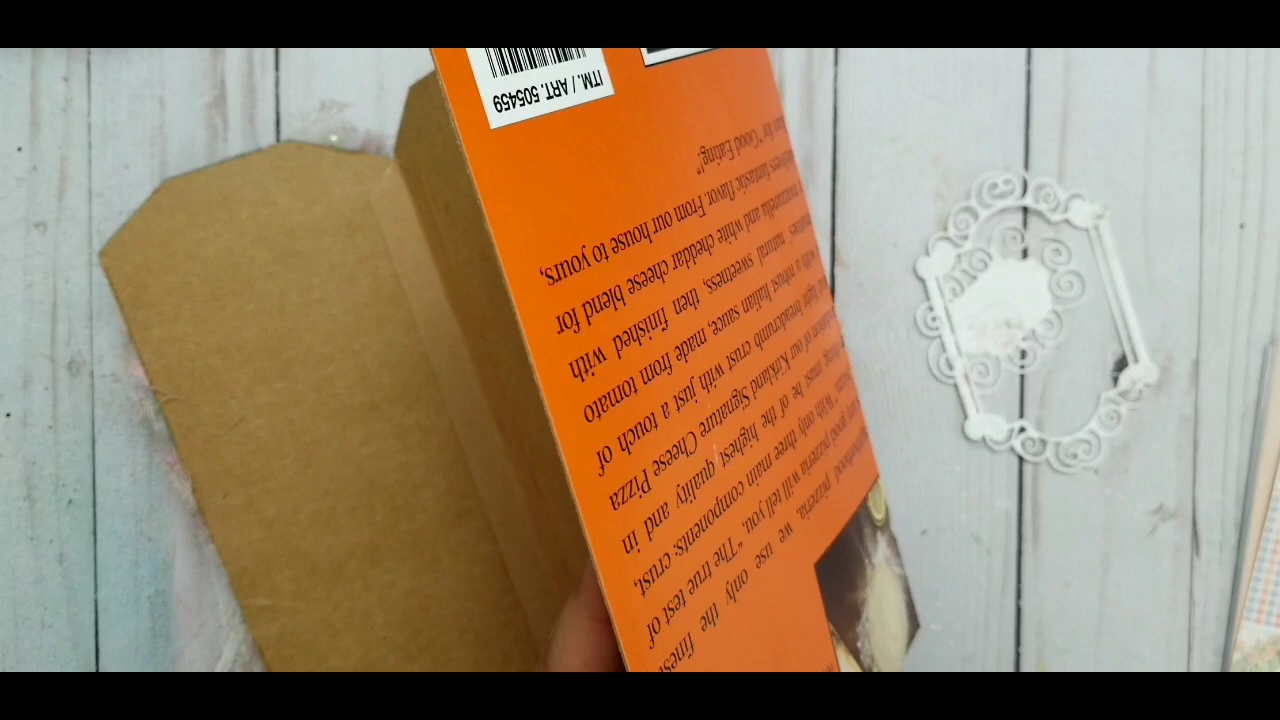 pizzeria, we use only the finest
good pizzeria will tell you, "The true test of
With only three main components: crust,
must be of the highest quality and in
of our Kirkland Signature Cheese Pizza
light breadcrumb crust with just a touch of
with a robust Italian sauce, made from tomato
natural sweetness, then finished with
mozzarella and white cheddar cheese blend for
fantastic flavor. From our house to yours,
for "Good Eating!"
ITM. / ART. 505459